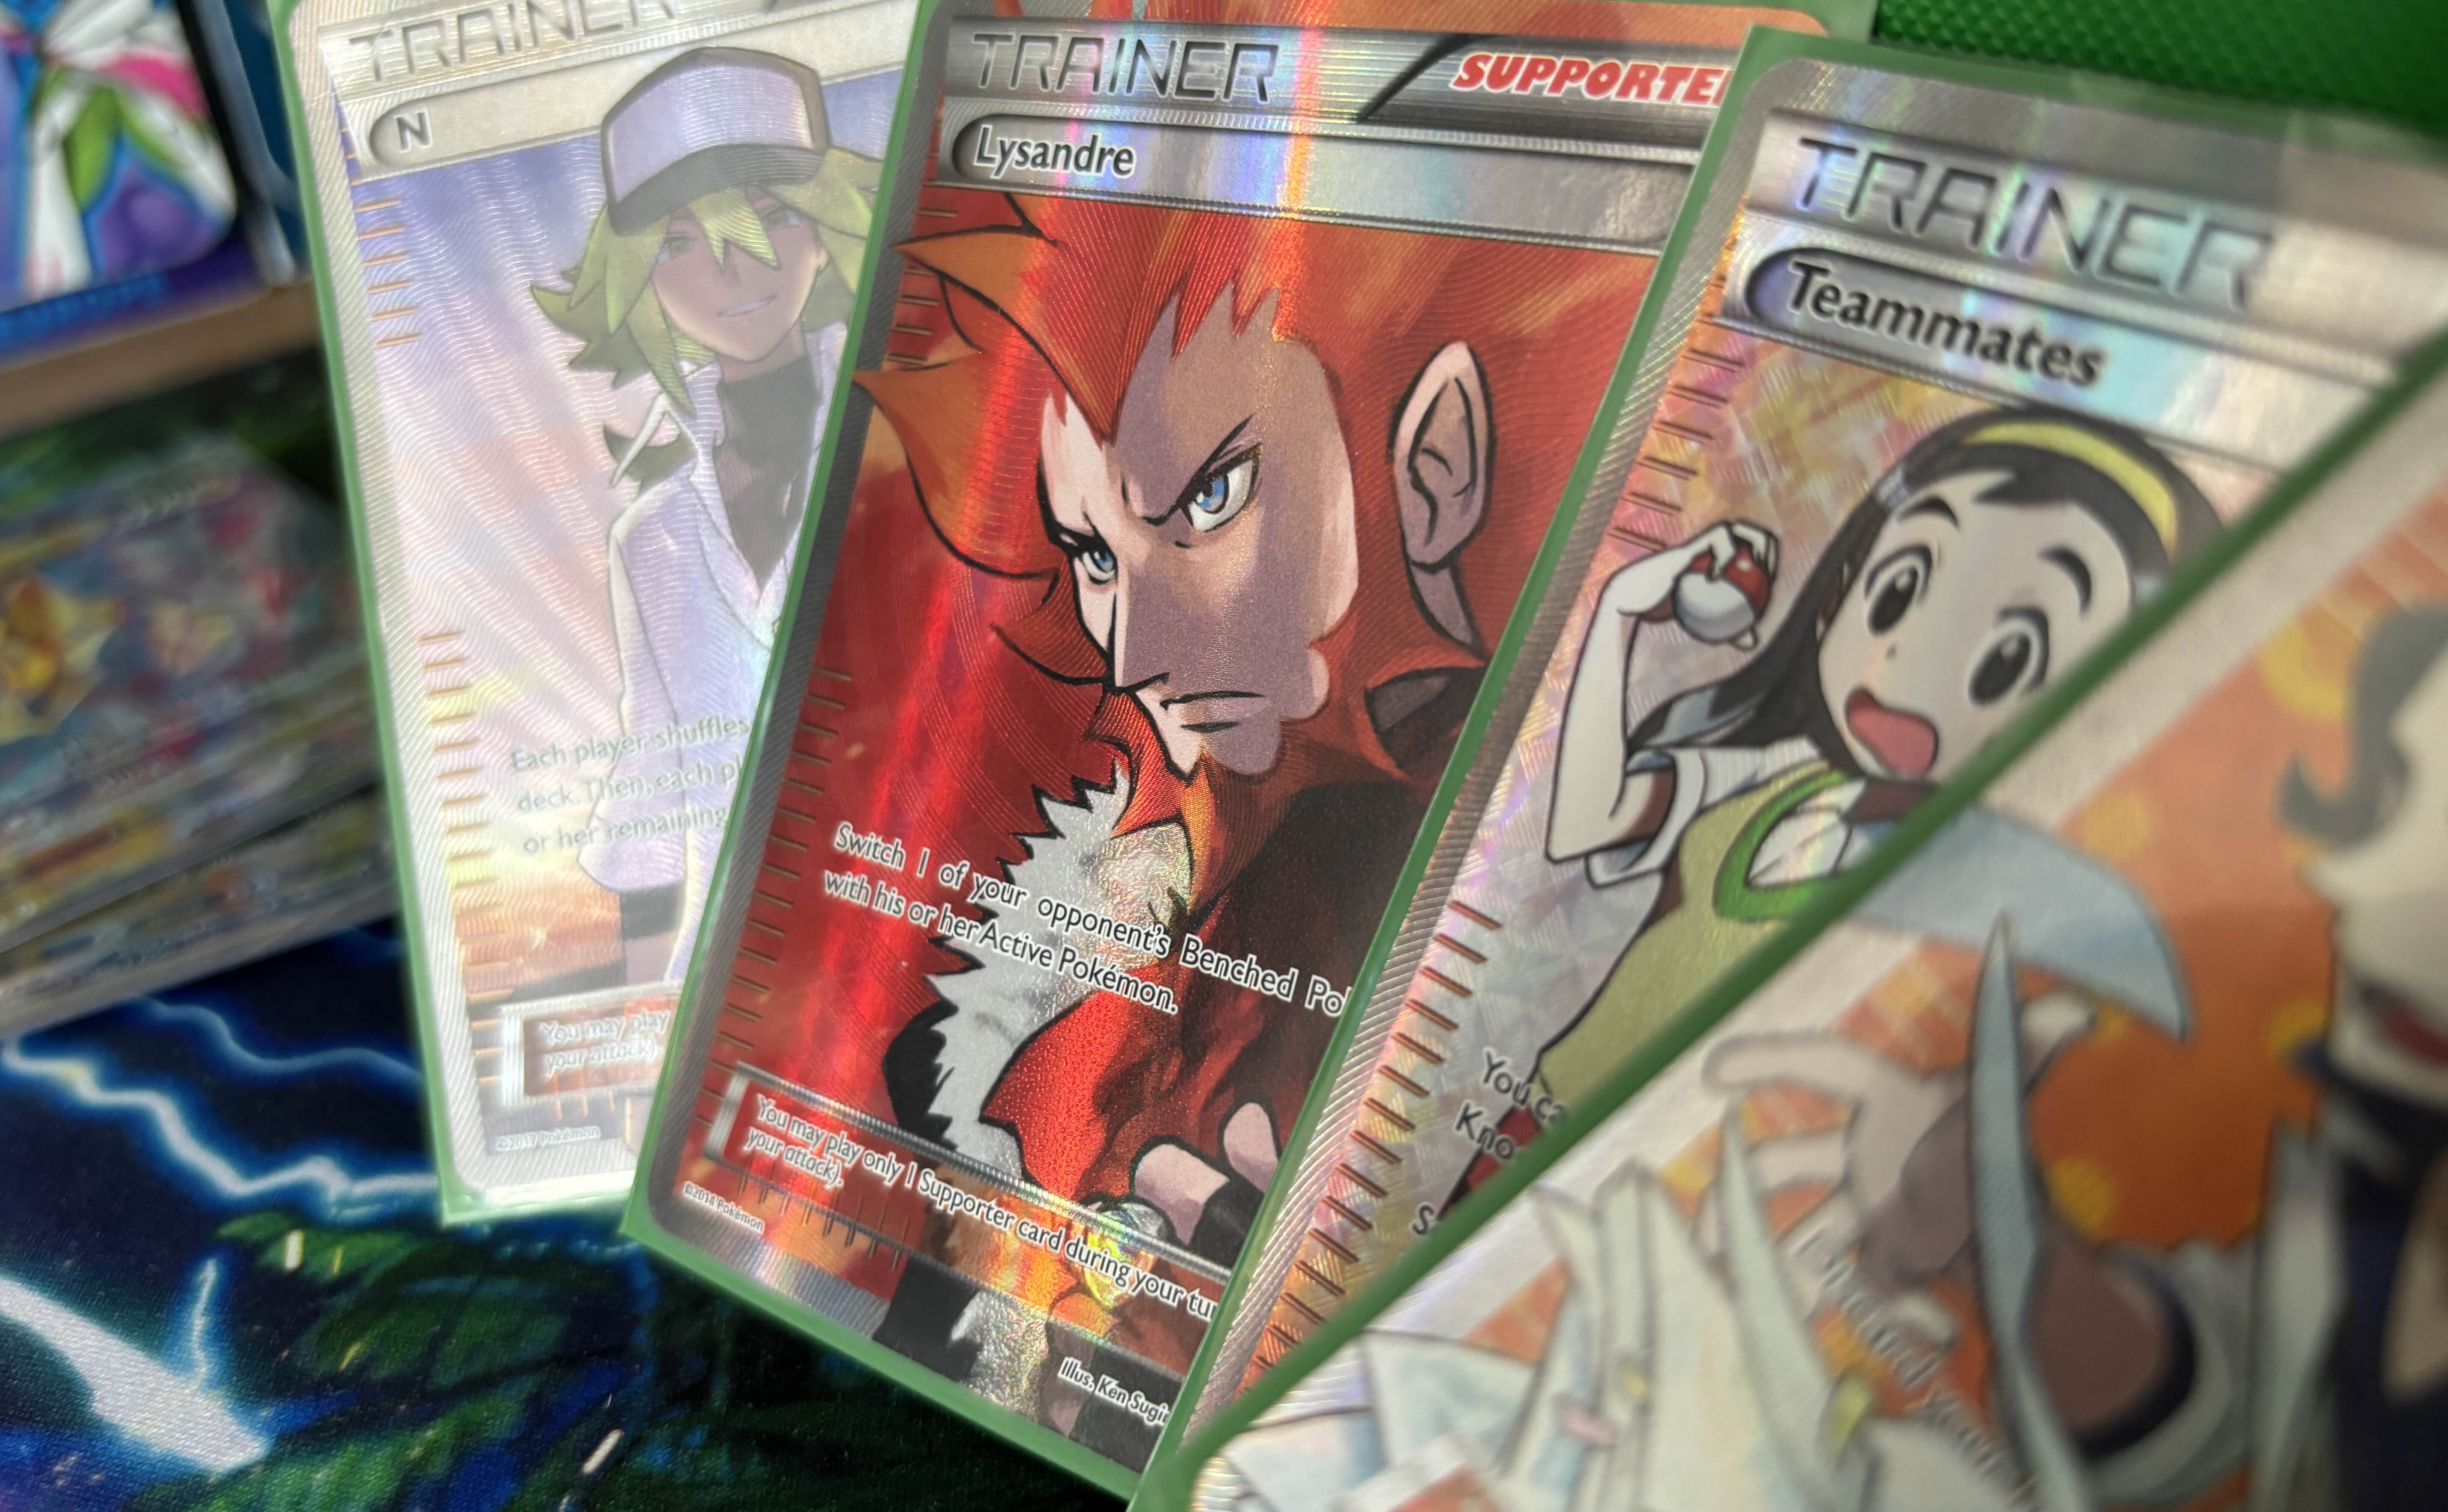 TRAINER
N
Each player shuffles
deck. Then, each pl
or her remaining
You may play
your attack).
©2017 Pokémon
TRAINER
SUPPORTE
Lysandre
Switch 1 of your opponent's Benched Po
with his or her Active Pokémon.
You may play only 1 Supporter card during your tu
your attack).
©2014 Pokémon
Illus. Ken Sugi
TRAINER
Teammates
You ca
Kno